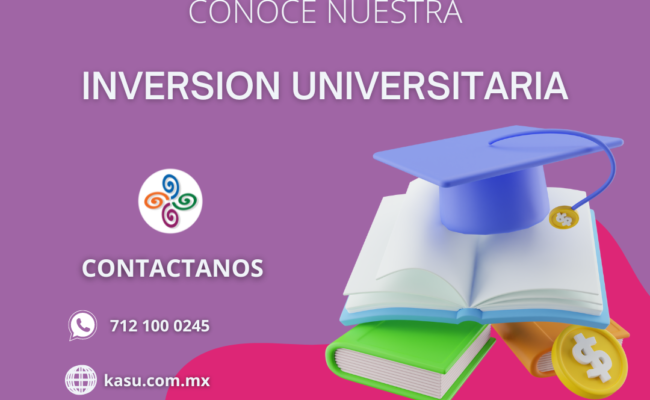 CONOCE NUESTRA
INVERSION UNIVERSITARIA
CONTACTANOS
712 100 0245
kasu.com.mx